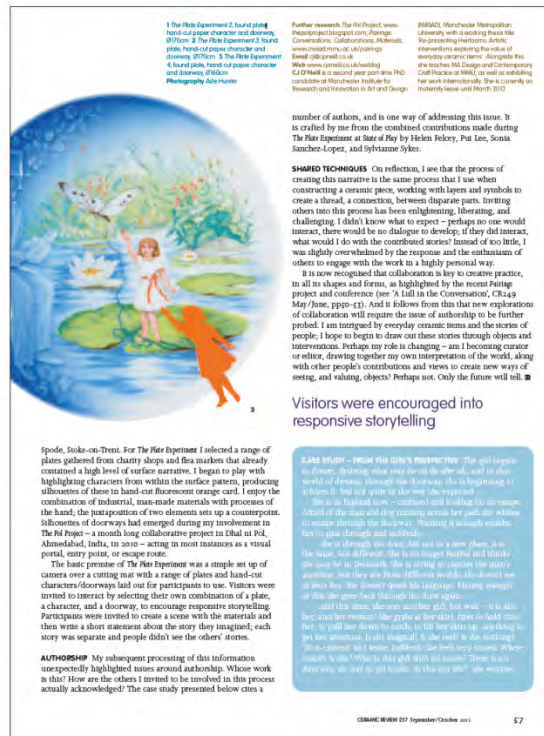 1 The Plate Experiment 2, found plate,
hand-cut paper character and doorway,
Ø170cm 2 The Plate Experiment 3, found
plate, hand-cut paper character and
doorway, Ø170cm 3 The Plate Experiment
4, found plate, hand-cut paper character
and doorway, Ø160cm
Photography Ade Hunter
Further research The Pol Project, www.
thepolproject.blogspot.com; Pairings:
Conversations, Collaborations, Materials,
www.miriad.mmu.ac.uk/pairings
Email cj@cjoneill.co.uk
Web www.cjoneill.co.uk/weblog
CJ O'Neill is a second year part-time PhD
candidate at Manchester Institute for
Research and Innovation in Art and Design
(MIRIAD), Manchester Metropolitan
University, with a working thesis title
'Re-presenting Heirlooms: Artistic
interventions exploring the value of
everyday ceramic items'. Alongside this
she teaches MA Design and Contemporary
Craft Practice at MMU, as well as exhibiting
her work internationally. She is currently on
maternity leave until March 2013
3
Spode, Stoke-on-Trent. For The Plate Experiment I selected a range of
plates gathered from charity shops and flea markets that already
contained a high level of surface narrative. I began to play with
highlighting characters from within the surface pattern, producing
silhouettes of these in hand-cut fluorescent orange card. I enjoy the
combination of industrial, man-made materials with processes of
the hand; the juxtaposition of two elements sets up a counterpoint.
Silhouettes of doorways had emerged during my involvement in
The Pol Project – a month long collaborative project in Dhal ni Pol,
Ahmedabad, India, in 2010 – acting in most instances as a visual
portal, entry point, or escape route.
The basic premise of The Plate Experiment was a simple set up of
camera over a cutting mat with a range of plates and hand-cut
characters/doorways laid out for participants to use. Visitors were
invited to interact by selecting their own combination of a plate,
a character, and a doorway, to encourage responsive storytelling.
Participants were invited to create a scene with the materials and
then write a short statement about the story they imagined; each
story was separate and people didn't see the others' stories.
AUTHORSHIP My subsequent processing of this information
unexpectedly highlighted issues around authorship. Whose work
is this? How are the others I invited to be involved in this process
actually acknowledged? The case study presented below cites a
number of authors, and is one way of addressing this issue. It
is crafted by me from the combined contributions made during
The Plate Experiment at State of Play by Helen Felcey, Pui Lee, Sonia
Sanchez-Lopez, and Sylvianne Sykes.
SHARED TECHNIQUES On reflection, I see that the process of
creating this narrative is the same process that I use when
constructing a ceramic piece, working with layers and symbols to
create a thread, a connection, between disparate parts. Inviting
others into this process has been enlightening, liberating, and
challenging. I didn't know what to expect – perhaps no one would
interact, there would be no dialogue to develop; if they did interact,
what would I do with the contributed stories? Instead of too little, I
was slightly overwhelmed by the response and the enthusiasm of
others to engage with the work in a highly personal way.
It is now recognised that collaboration is key to creative practice,
in all its shapes and forms, as highlighted by the recent Pairings
project and conference (see 'A Lull in the Conversation', CR249
May/June, pp50-53). And it follows from this that new explorations
of collaboration will require the issue of authorship to be further
probed. I am intrigued by everyday ceramic items and the stories of
people; I hope to begin to draw out these stories through objects and
interventions. Perhaps my role is changing – am I becoming curator
or editor, drawing together my own interpretation of the world, along
with other people's contributions and views to create new ways of
seeing, and valuing, objects? Perhaps not. Only the future will tell.
Visitors were encouraged into
responsive storytelling
CASE STUDY – FROM THE GIRL'S PERSPECTIVE The girl began
CERAMIC REVIEW 257 September/October 2012 57